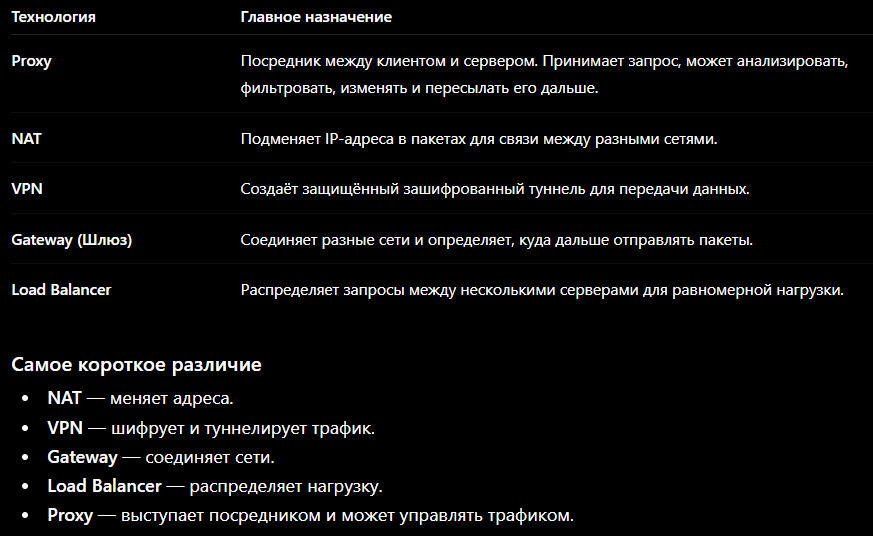 Технология Главное назначение
Proxy Посредник между клиентом и сервером. Принимает запрос, может анализировать,
фильтровать, изменять и пересылать его дальше.
NAT Подменяет IP-адреса в пакетах для связи между разными сетями.
VPN Создаёт защищённый зашифрованный туннель для передачи данных.
Gateway (Шлюз) Соединяет разные сети и определяет, куда дальше отправлять пакеты.
Load Balancer Распределяет запросы между несколькими серверами для равномерной нагрузки.
Самое короткое различие
• NAT — меняет адреса.
• VPN — шифрует и туннелирует трафик.
• Gateway — соединяет сети.
• Load Balancer — распределяет нагрузку.
• Proxy — выступает посредником и может управлять трафиком.